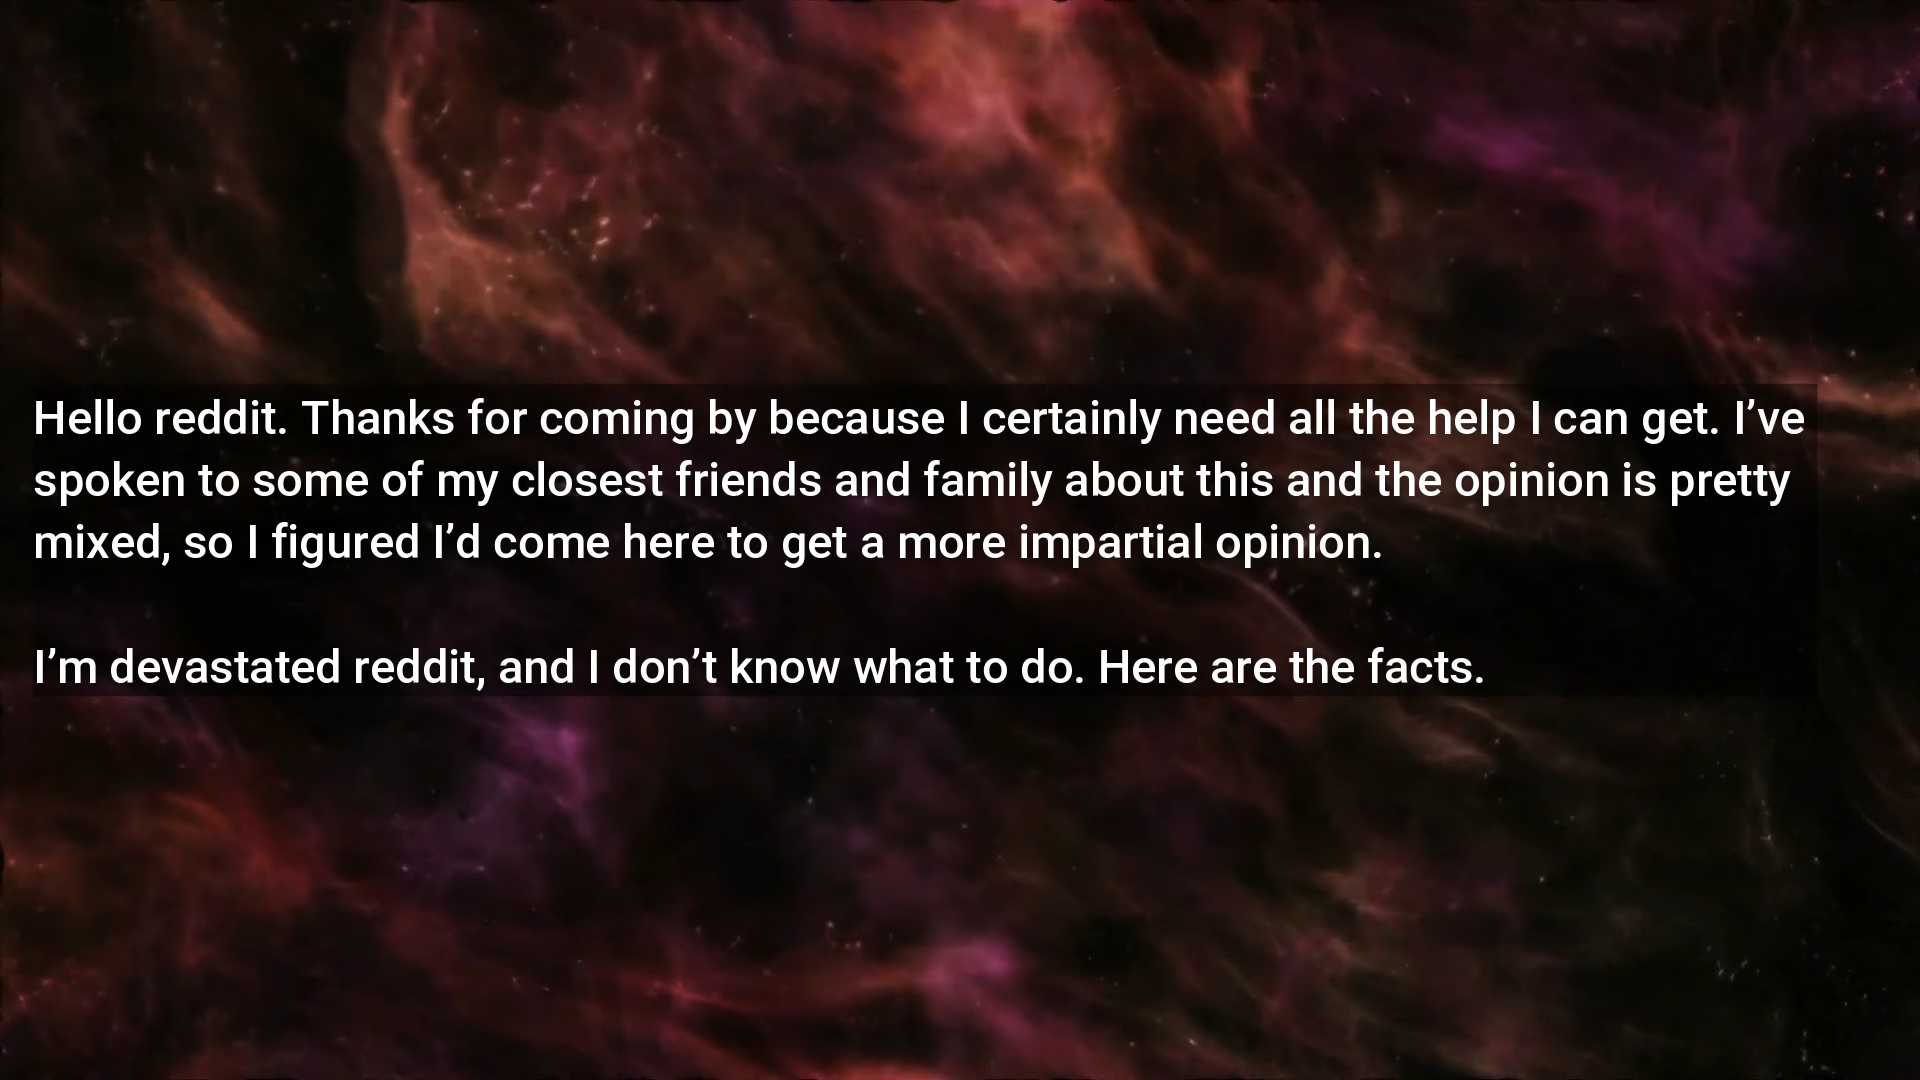 Hello reddit. Thanks for coming by because I certainly need all the help I can get. I’ve
spoken to some of my closest friends and family about this and the opinion is pretty
mixed, so I figured I’d come here to get a more impartial opinion.
I’m devastated reddit, and I don’t know what to do. Here are the facts.